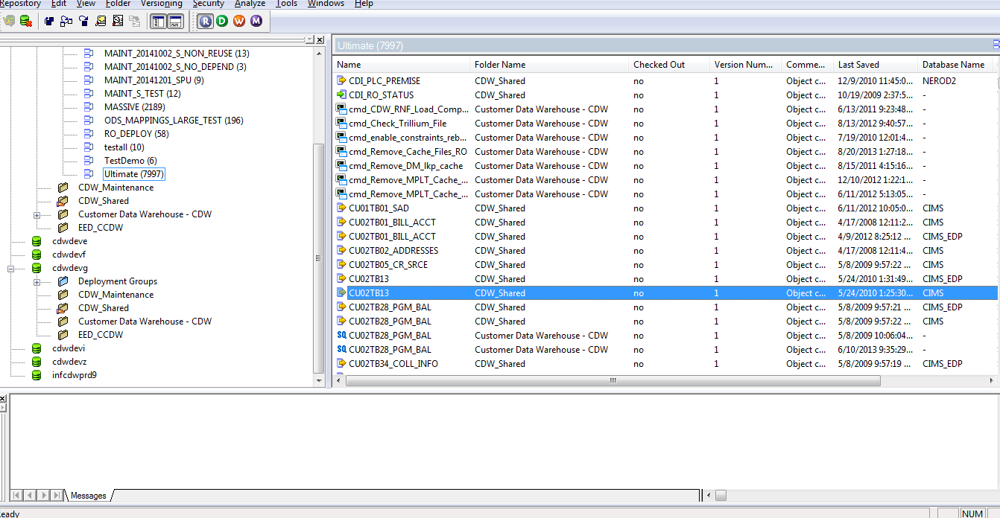 Repository Edit View Folder Versioning Security Analyze Tools Windows Help
R D W M
MAINT_20141002_S_NON_REUSE (13)
MAINT_20141002_S_NO_DEPEND (3)
MAINT_20141201_SPU (9)
MAINT_S_TEST (12)
MASSIVE (2189)
ODS_MAPPINGS_LARGE_TEST (196)
RO_DEPLOY (58)
testall (10)
TestDemo (6)
Ultimate (7997)
CDW_Maintenance
CDW_Shared
Customer Data Warehouse - CDW
EED_CCDW
cdwdeve
cdwdevf
cdwdevg
Deployment Groups
CDW_Maintenance
CDW_Shared
Customer Data Warehouse - CDW
EED_CCDW
cdwdevi
cdwdevz
infcdwprd9
Ultimate (7997)
Name Folder Name Checked Out Version Num... Comme... Last Saved Database Name
CDI_PLC_PREMISE CDW_Shared no 1 Object c... 12/9/2010 11:45:0... NEROD2
CDI_RO_STATUS CDW_Shared no 1 Object c... 10/19/2009 2:37:5... -
cmd_CDW_RNF_Load_Comp... Customer Data Warehouse - CDW no 1 Object c... 6/13/2011 9:23:48... -
cmd_Check_Trillium_File Customer Data Warehouse - CDW no 1 Object c... 8/13/2012 9:40:57... -
cmd_enable_constraints_reb... Customer Data Warehouse - CDW no 1 Object c... 7/19/2010 12:01:4... -
cmd_Remove_Cache_Files_RO Customer Data Warehouse - CDW no 1 Object c... 8/20/2013 1:27:18... -
cmd_Remove_DM_lkp_cache Customer Data Warehouse - CDW no 1 Object c... 8/15/2011 4:15:16... -
cmd_Remove_MPLT_Cache_... Customer Data Warehouse - CDW no 1 Object c... 12/10/2012 1:22:1... -
cmd_Remove_MPLT_Cache_... Customer Data Warehouse - CDW no 1 Object c... 6/11/2012 5:13:05... -
CU01TB01_SAD CDW_Shared no 1 Object c... 6/11/2012 10:05:0... CIMS
CU02TB01_BILL_ACCT CDW_Shared no 1 Object c... 4/17/2008 12:11:2... CIMS
CU02TB01_BILL_ACCT CDW_Shared no 1 Object c... 4/9/2012 8:25:12 ... CIMS_EDP
CU02TB02_ADDRESSES CDW_Shared no 1 Object c... 4/17/2008 12:11:4... CIMS
CU02TB05_CR_SRCE CDW_Shared no 1 Object c... 5/8/2009 9:57:22 ... CIMS
CU02TB13 CDW_Shared no 1 Object c... 5/24/2010 1:31:49... CIMS_EDP
CU02TB13 CDW_Shared no 1 Object c... 5/24/2010 1:25:30... CIMS
CU02TB28_PGM_BAL CDW_Shared no 1 Object c... 5/8/2009 9:57:21 ... CIMS_EDP
CU02TB28_PGM_BAL CDW_Shared no 1 Object c... 5/8/2009 9:57:22 ... CIMS
SQ CU02TB28_PGM_BAL Customer Data Warehouse - CDW no 1 Object c... 5/8/2009 10:06:04... -
SQ CU02TB28_PGM_BAL Customer Data Warehouse - CDW no 1 Object c... 6/10/2013 9:35:29... -
CU02TB34_COLL_INFO CDW_Shared no 1 Object c... 5/8/2009 9:57:19 ... CIMS_EDP
Messages
eady NUM